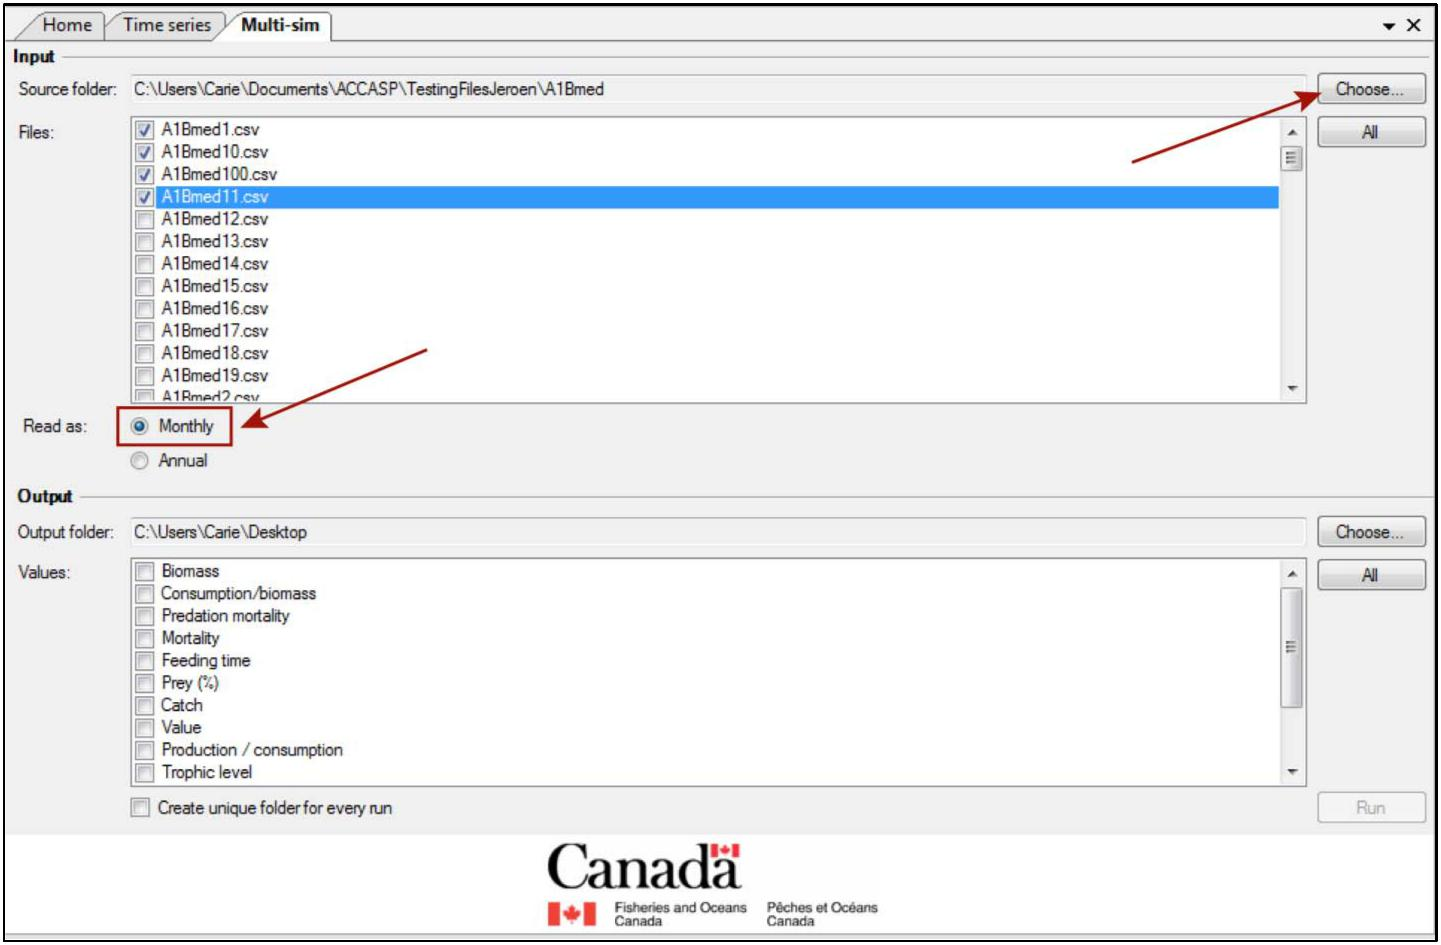 Home Time series Multi-sim
Input
Source folder: C:\Users\Carie\Documents\ACCASP\TestingFilesJeroen\A1Bmed Choose...
Files: All
A1Bmed1.csv
A1Bmed10.csv
A1Bmed100.csv
A1Bmed11.csv
A1Bmed12.csv
A1Bmed13.csv
A1Bmed14.csv
A1Bmed15.csv
A1Bmed16.csv
A1Bmed17.csv
A1Bmed18.csv
A1Bmed19.csv
A1Bmed2.csv
Read as: Monthly
Annual
Output
Output folder: C:\Users\Carie\Desktop Choose...
Values: All
Biomass
Consumption/biomass
Predation mortality
Mortality
Feeding time
Prey (%)
Catch
Value
Production / consumption
Trophic level
Create unique folder for every run Run
Canada
Fisheries and Oceans Pêches et Océans
Canada Canada